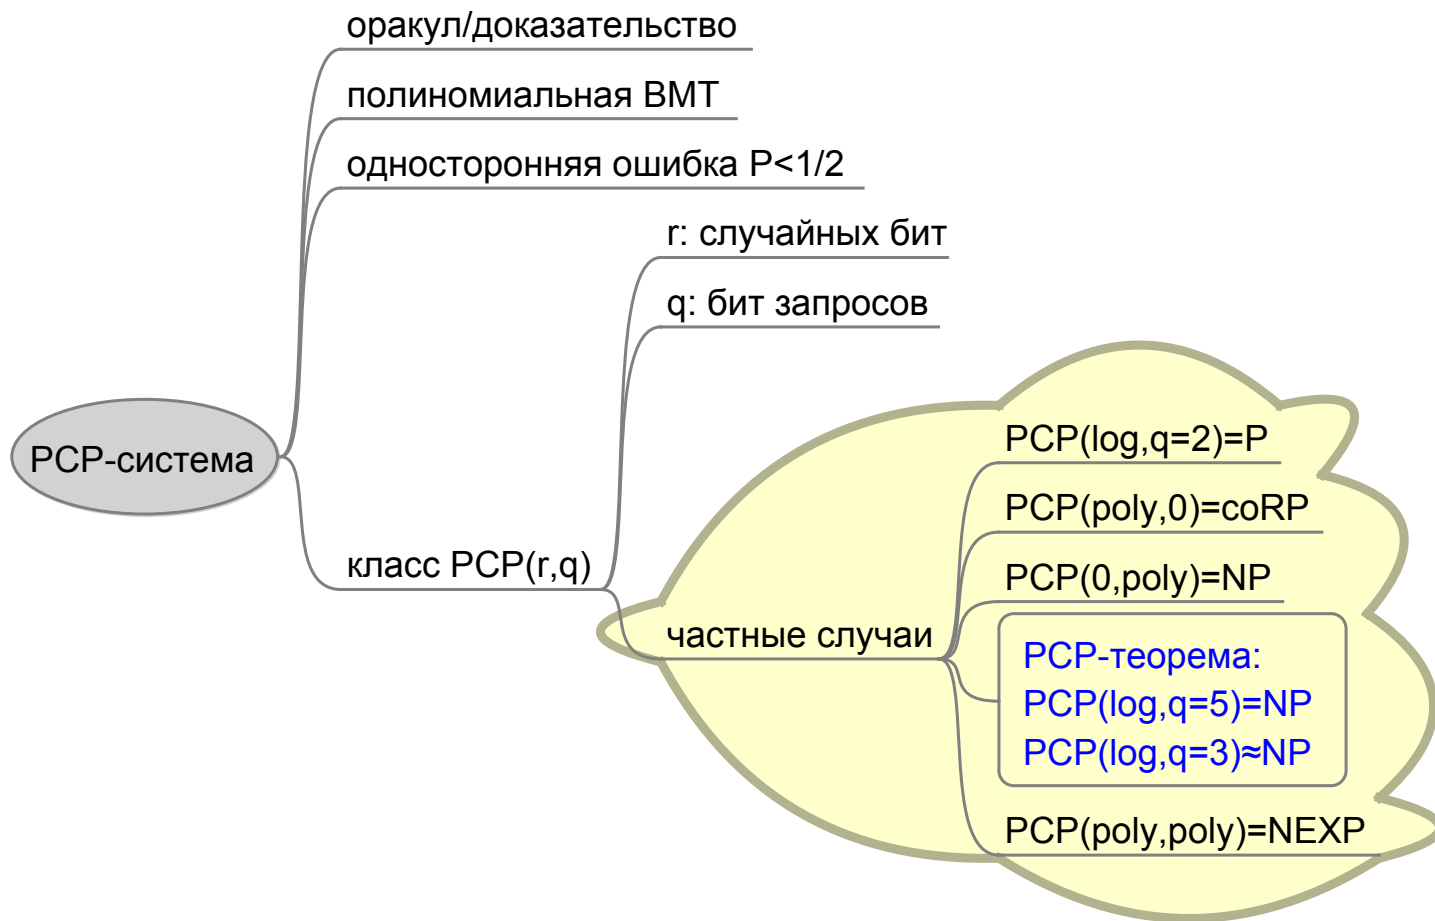 оракул/доказательство
полиномиальная ВМТ
односторонняя ошибка P<1/2
r: случайных бит
q: бит запросов
PCP-система
класс PCP(r,q)
частные случаи
PCP(log,q=2)=P
PCP(poly,0)=coRP
PCP(0,poly)=NP
PCP-теорема:
PCP(log,q=5)=NP
PCP(log,q=3)≈NP
PCP(poly,poly)=NEXP